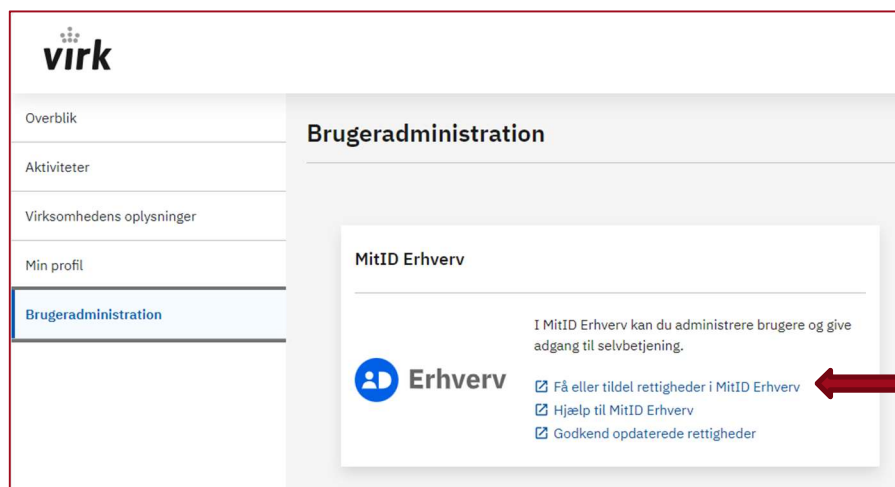 virk
Overblik
Aktiviteter
Virksomhedens oplysninger
Min profil
Brugeradministration
Brugeradministration
MitID Erhverv
Erhverv
I MitID Erhverv kan du administrere brugere og give
adgang til selvbetjening.
Få eller tildel rettigheder i MitID Erhverv
Hjælp til MitID Erhverv
Godkend opdaterede rettigheder